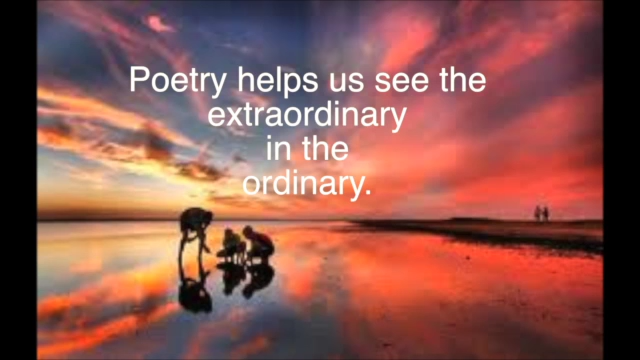 Poetry helps us see the
extraordinary
in the
ordinary.